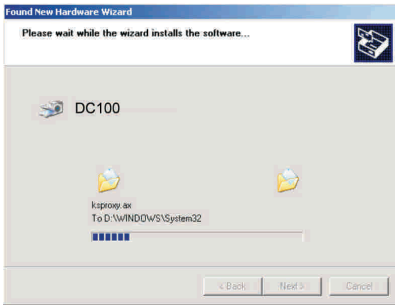 Found New Hardware Wizard
Please wait while the wizard installs the software...
DC100
ksproxy.ax
To D:\WINDOWS\System32
< Back
Next >
Cancel